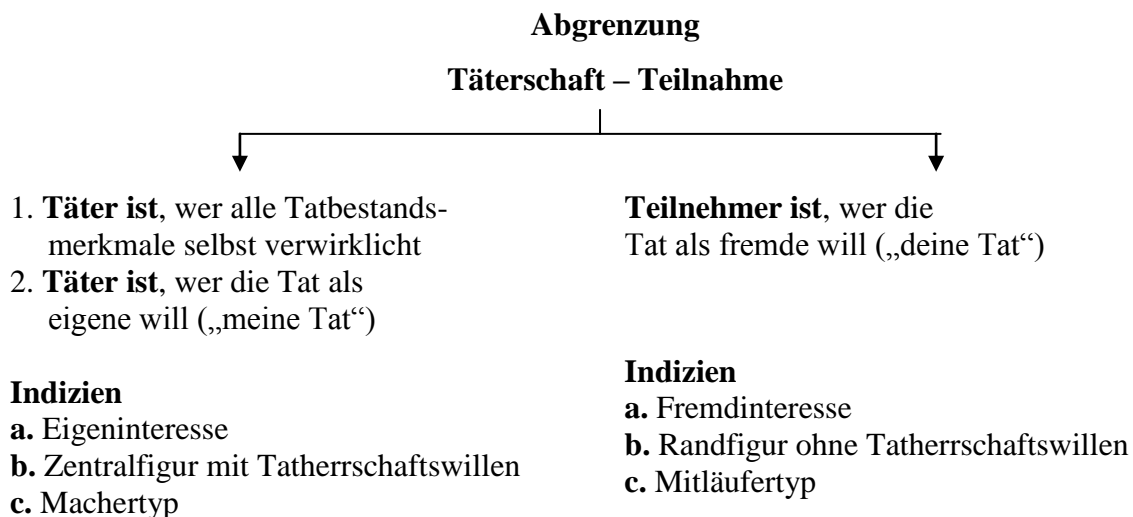 Abgrenzung
Täterschaft – Teilnahme
1. Täter ist, wer alle Tatbestands-
merkmale selbst verwirklicht
2. Täter ist, wer die Tat als
eigene will („meine Tat“)
Indizien
a. Eigeninteresse
b. Zentralfigur mit Tatherrschaftswillen
c. Machertyp
Teilnehmer ist, wer die
Tat als fremde will („deine Tat“)
Indizien
a. Fremdinteresse
b. Randfigur ohne Tatherrschaftswillen
c. Mitläufertyp